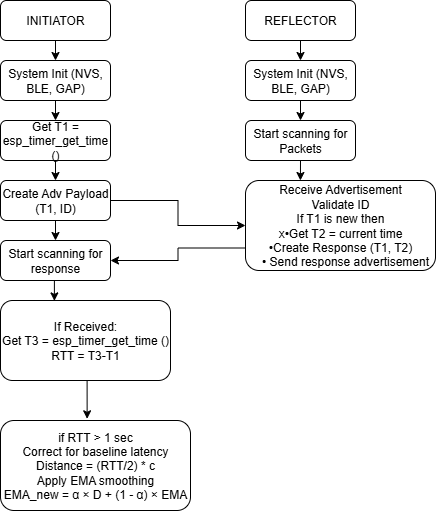 INITIATOR
System Init (NVS,
BLE, GAP)
Get T1 =
esp_timer_get_time
()
Create Adv Payload
(T1, ID)
Start scanning for
response
If Received:
Get T3 = esp_timer_get_time ()
RTT = T3-T1
if RTT > 1 sec
Correct for baseline latency
Distance = (RTT/2) * c
Apply EMA smoothing
EMA_new = α × D + (1 - α) × EMA
REFLECTOR
System Init (NVS,
BLE, GAP)
Start scanning for
Packets
Receive Advertisement
Validate ID
If T1 is new then
x•Get T2 = current time
•Create Response (T1, T2)
• Send response advertisement